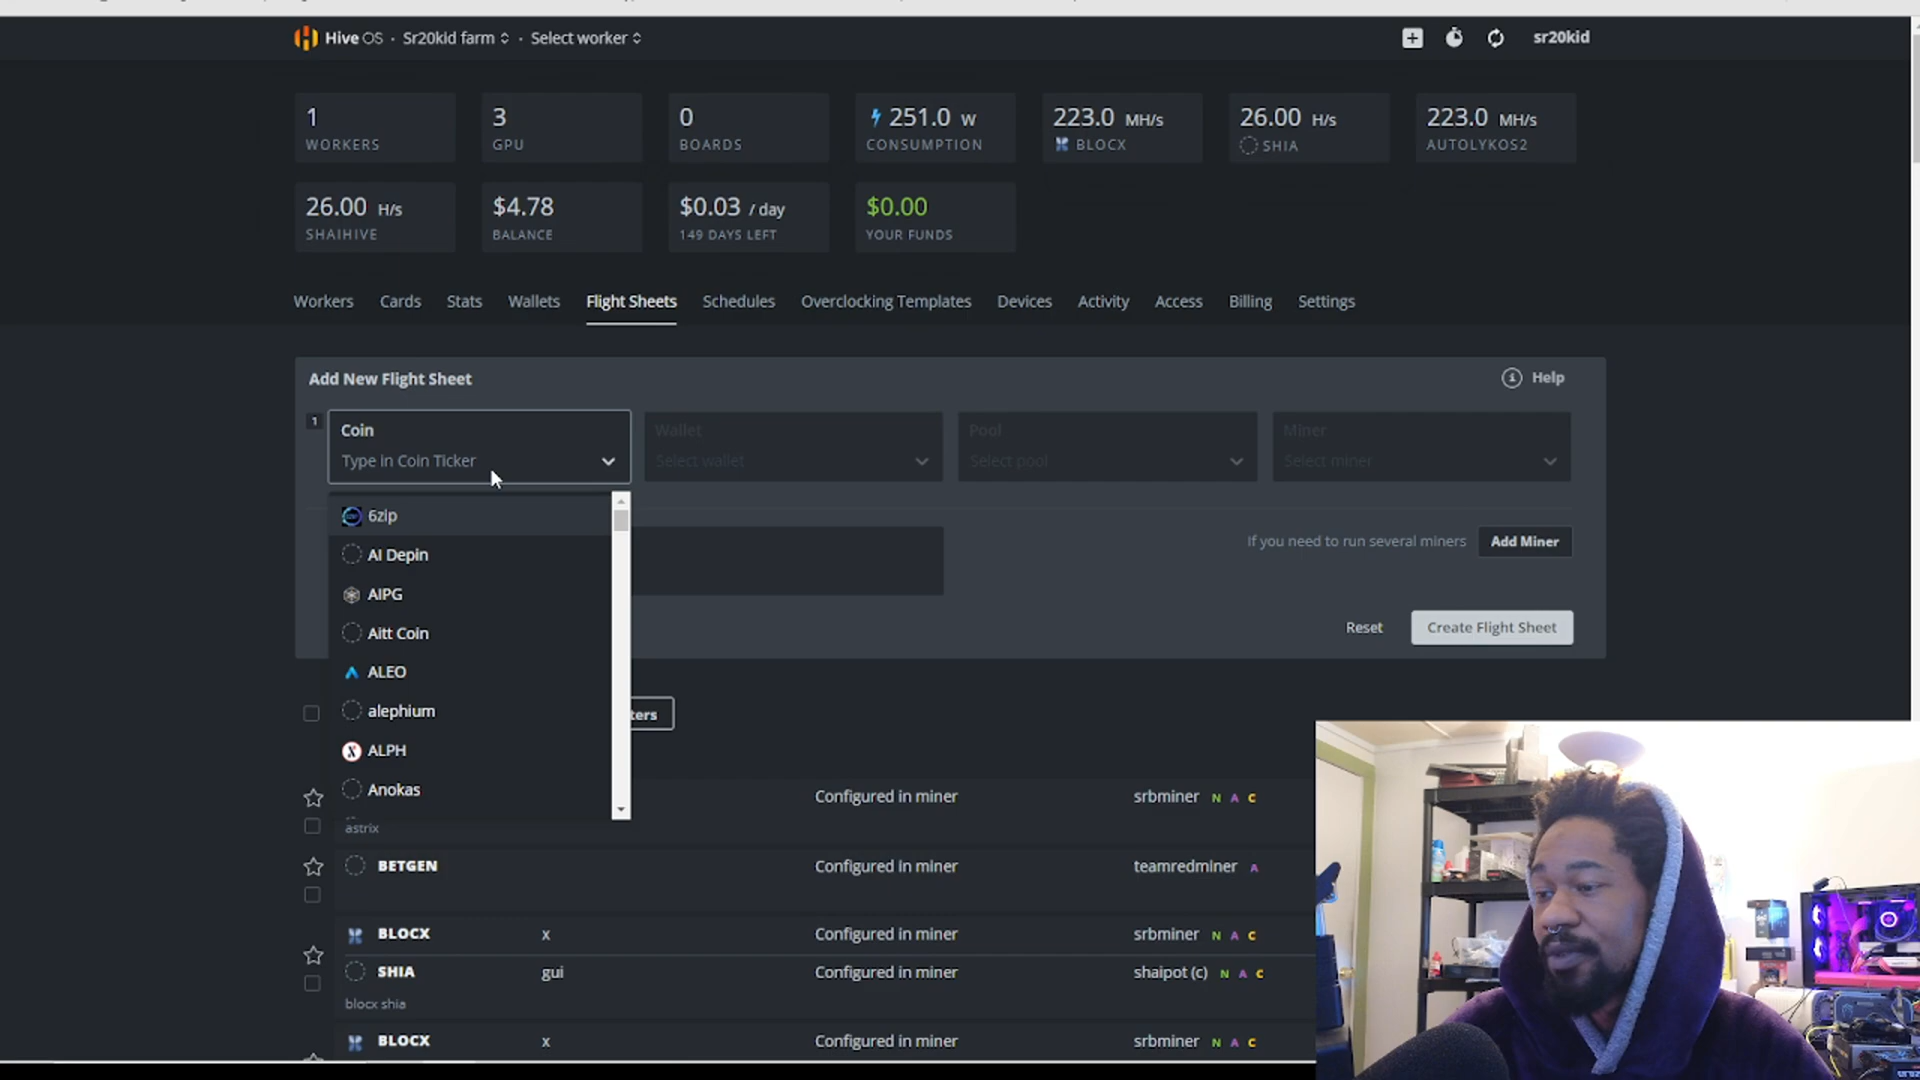 Hive OS · Sr20kid farm · Select worker
sr20kid
1
WORKERS
3
GPU
0
BOARDS
251.0 W
CONSUMPTION
223.0 MH/s
BLOCX
26.00 H/s
SHIA
223.0 MH/s
AUTOLYKOS2
26.00 H/s
SHAIHIVE
$4.78
BALANCE
$0.03 / day
149 DAYS LEFT
$0.00
YOUR FUNDS
Workers Cards Stats Wallets Flight Sheets Schedules Overclocking Templates Devices Activity Access Billing Settings
Add New Flight Sheet
Help
1
Coin
Type in Coin Ticker
Wallet
Select wallet
Pool
Select pool
Miner
Select miner
6zip
AI Depin
AIPG
Aitt Coin
ALEO
alephium
ALPH
Anokas
If you need to run several miners
Add Miner
Reset
Create Flight Sheet
ters
Configured in miner srbminer N A C
astrix
BETGEN Configured in miner teamredminer A
BLOCX x Configured in miner srbminer N A C
SHIA gui Configured in miner shaipot (c) N A C
blocx shia
BLOCX x Configured in miner srbminer N A C